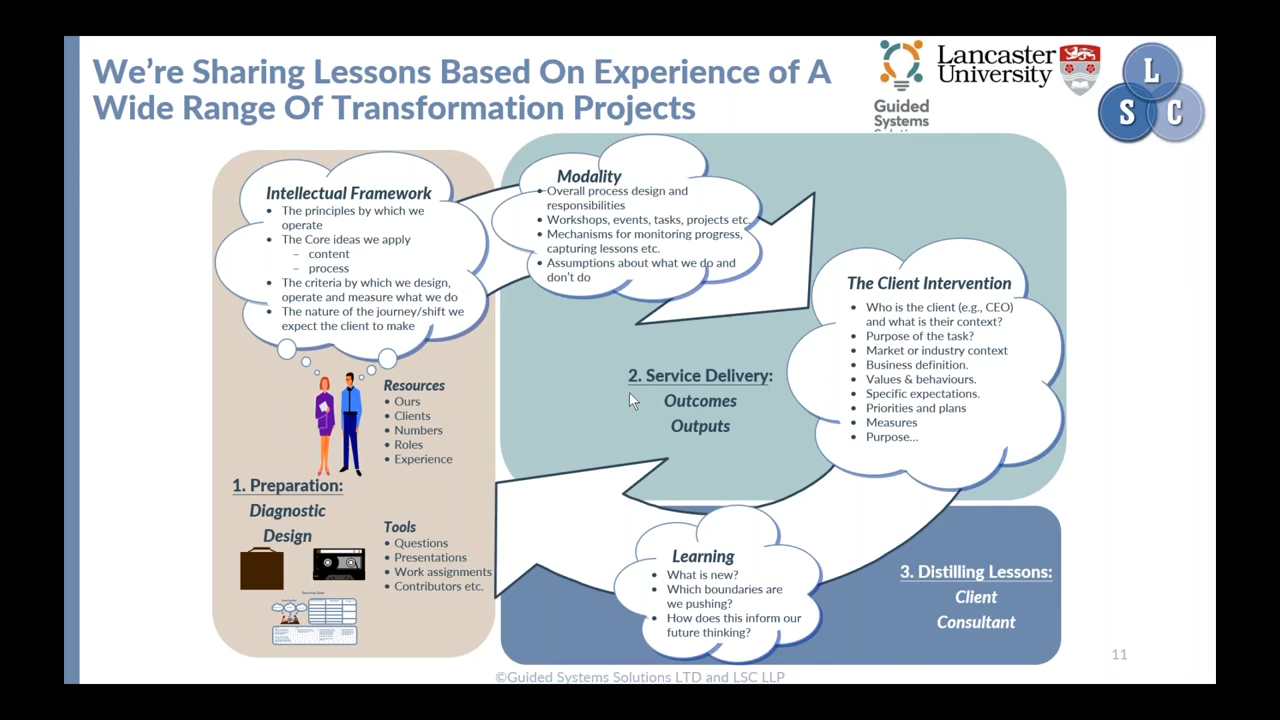 We're Sharing Lessons Based On Experience of A
Wide Range Of Transformation Projects
Guided
Systems
Solutions
Lancaster
University
L
S
C
Intellectual Framework
• The principles by which we
operate
• The Core ideas we apply
– content
– process
• The criteria by which we design,
operate and measure what we do
• The nature of the journey/shift we
expect the client to make
Modality
• Overall process design and
responsibilities
• Workshops, events, tasks, projects etc.
• Mechanisms for monitoring progress,
capturing lessons etc.
• Assumptions about what we do and
don't do
The Client Intervention
• Who is the client (e.g., CEO)
and what is their context?
• Purpose of the task?
• Market or industry context
• Business definition.
• Values & behaviours.
• Specific expectations.
• Priorities and plans
• Measures
• Purpose...
Resources
• Ours
• Clients
• Numbers
• Roles
• Experience
2. Service Delivery:
Outcomes
Outputs
1. Preparation:
Diagnostic
Design
Tools
• Questions
• Presentations
• Work assignments
• Contributors etc.
Learning
• What is new?
• Which boundaries are
we pushing?
• How does this inform our
future thinking?
3. Distilling Lessons:
Client
Consultant
11
©Guided Systems Solutions LTD and LSC LLP